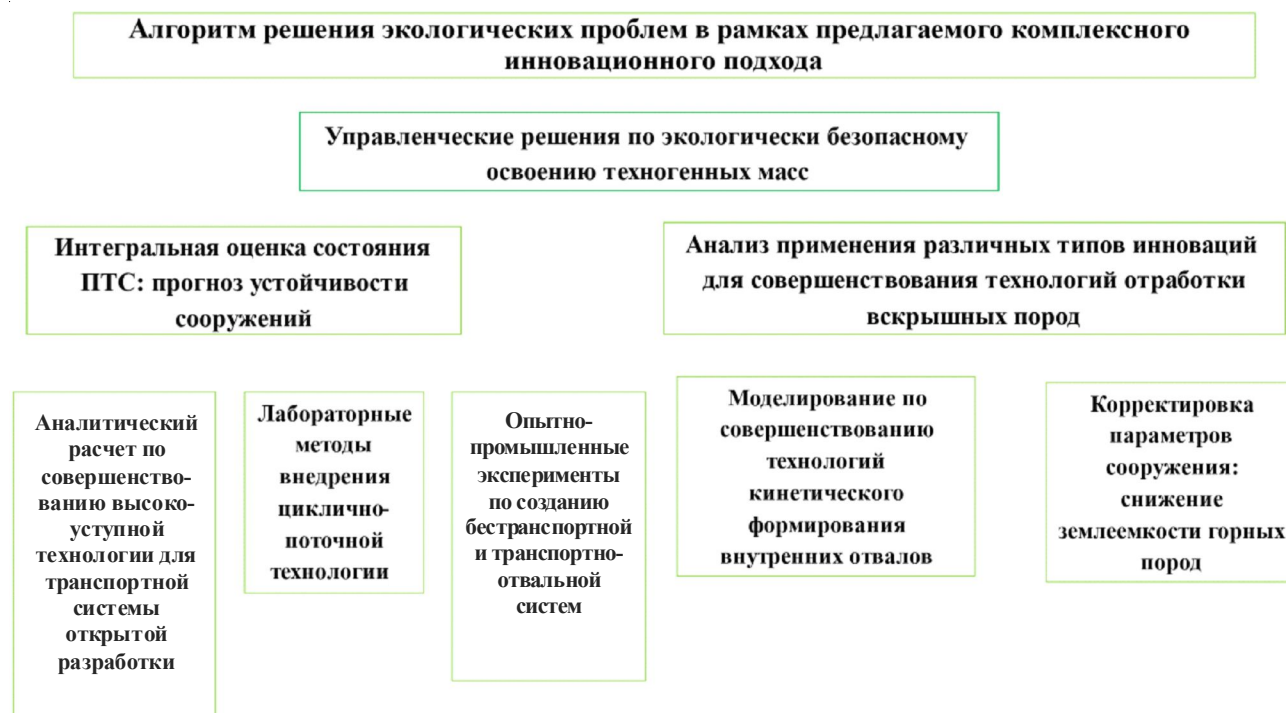 Алгоритм решения экологических проблем в рамках предлагаемого комплексного
инновационного подхода
Управленческие решения по экологически безопасному
освоению техногенных масс
Интегральная оценка состояния
ПТС: прогноз устойчивости
сооружений
Анализ применения различных типов инноваций
для совершенствования технологий отработки
вскрышных пород
Аналитический
расчет по
совершенство-
ванию высоко-
уступной
технологии для
транспортной
системы
открытой
разработки
Лабораторные
методы
внедрения
циклично-
поточной
технологии
Опытно-
промышленные
эксперименты
по созданию
бестранспортной
и транспортно-
отвальной
систем
Моделирование по
совершенствованию
технологий
кинетического
формирования
внутренних отвалов
Корректировка
параметров
сооружения:
снижение
землеемкости горных
пород